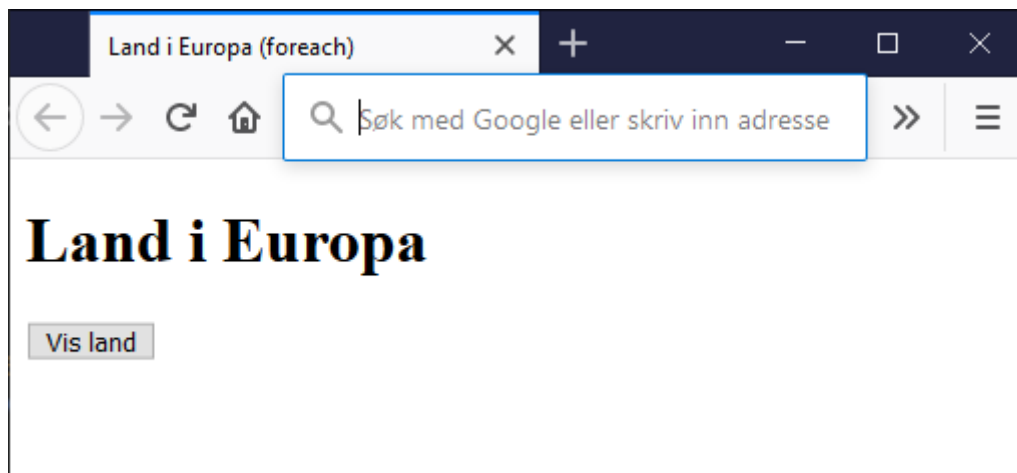 Land i Europa (foreach)
Søk med Google eller skriv inn adresse
Land i Europa
Vis land